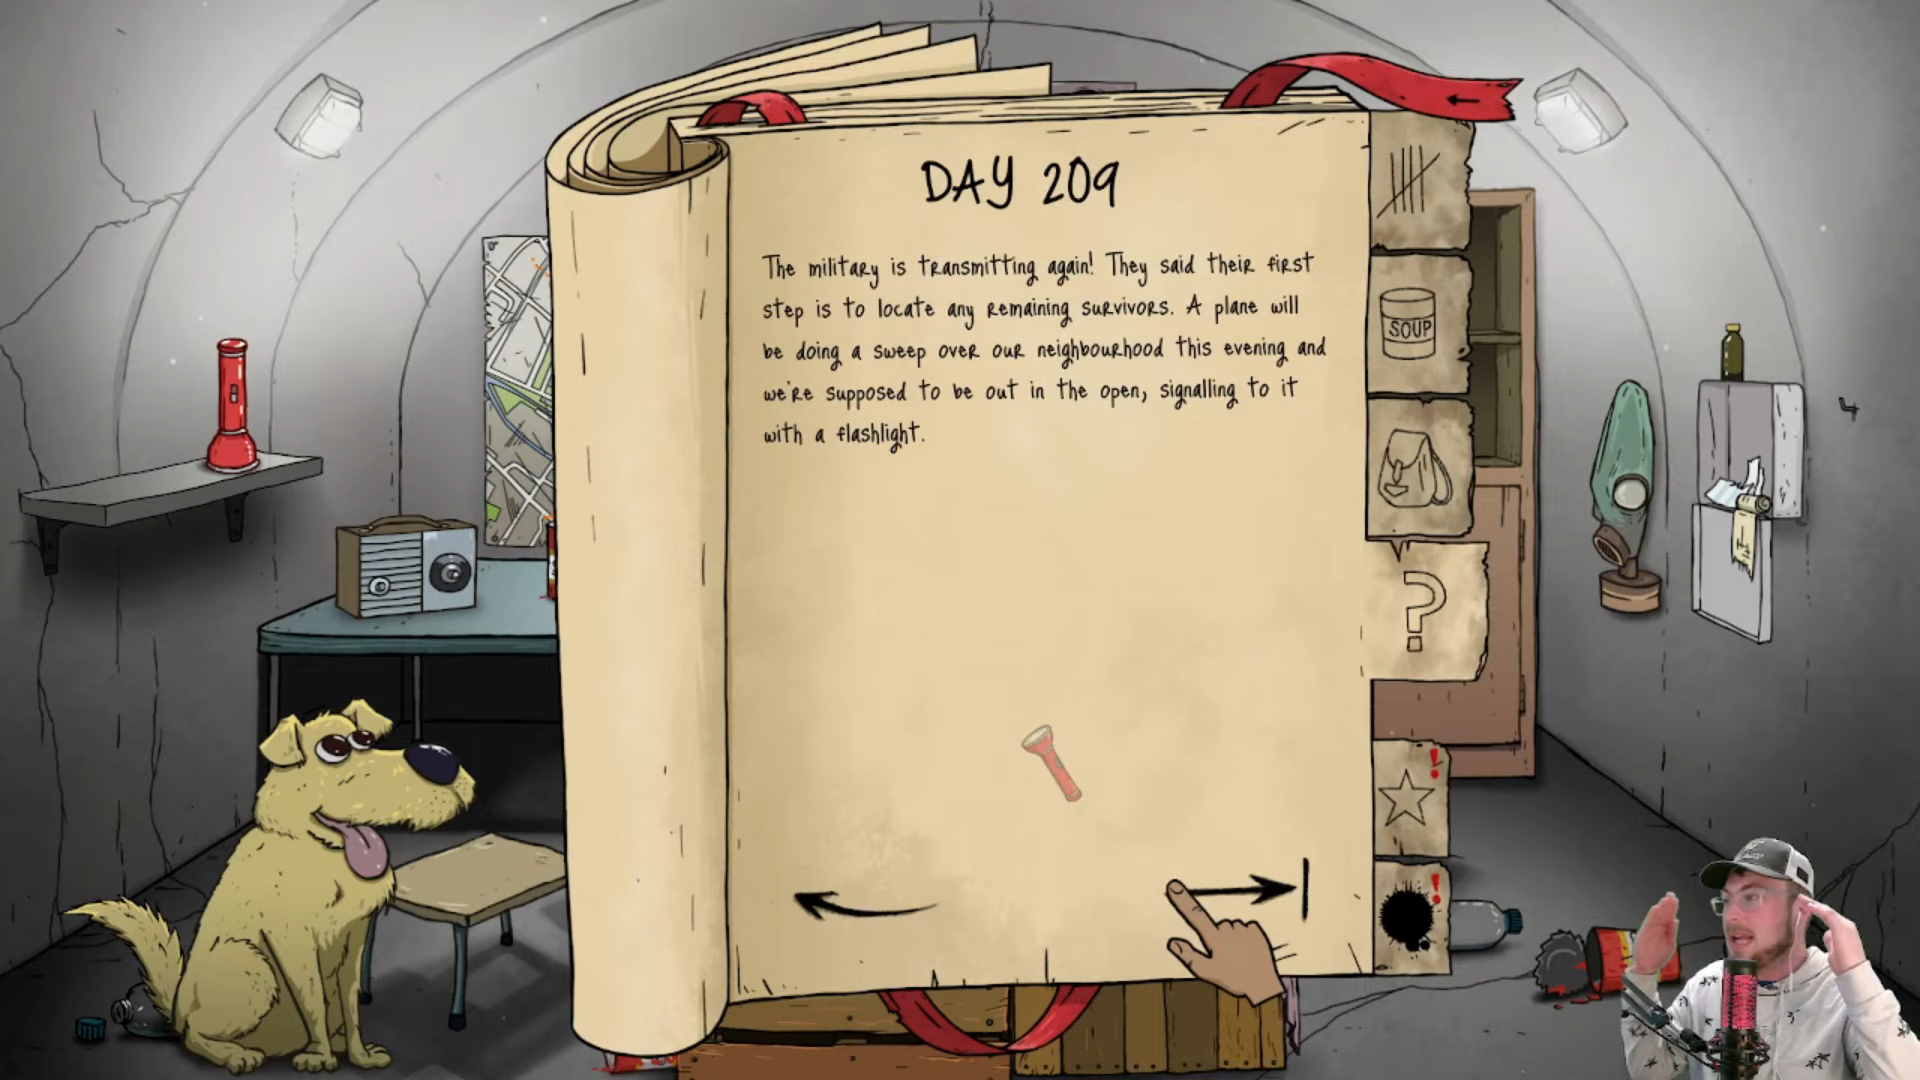 DAY 209
The military is transmitting again! They said their first
step is to locate any remaining survivors. A plane will
be doing a sweep over our neighbourhood this evening and
we're supposed to be out in the open, signalling to it
with a flashlight.
SOUP